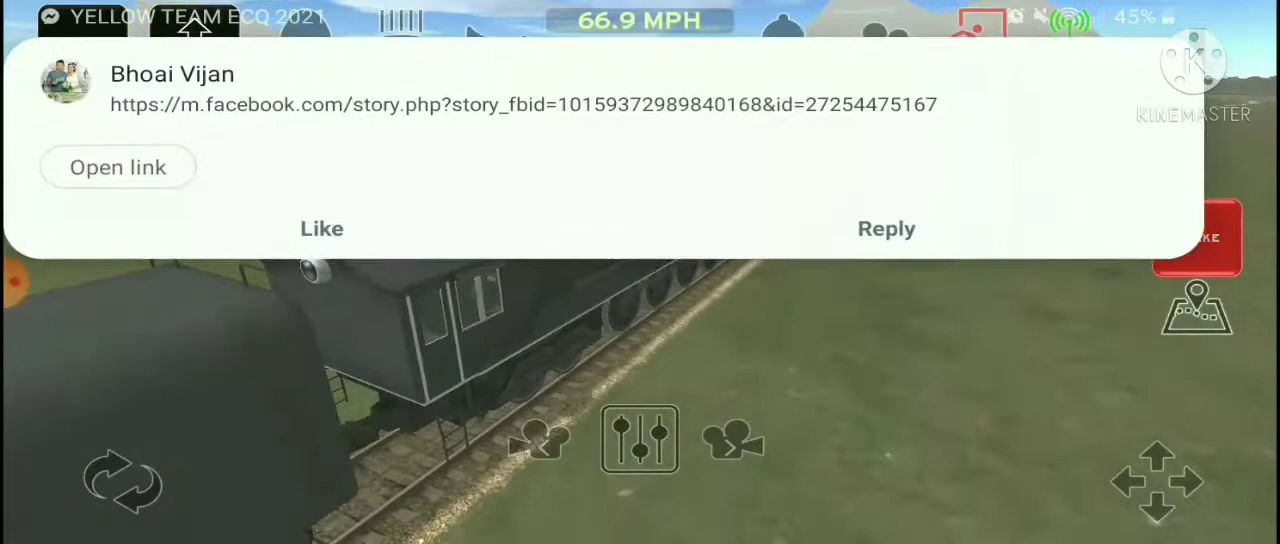 YELLOW TEAM ECQ 2021
66.9 MPH
45%
Bhoai Vijan
https://m.facebook.com/story.php?story_fbid=10159372989840168&id=27254475167
K
KINEMASTER
Open link
Like
Reply
KE